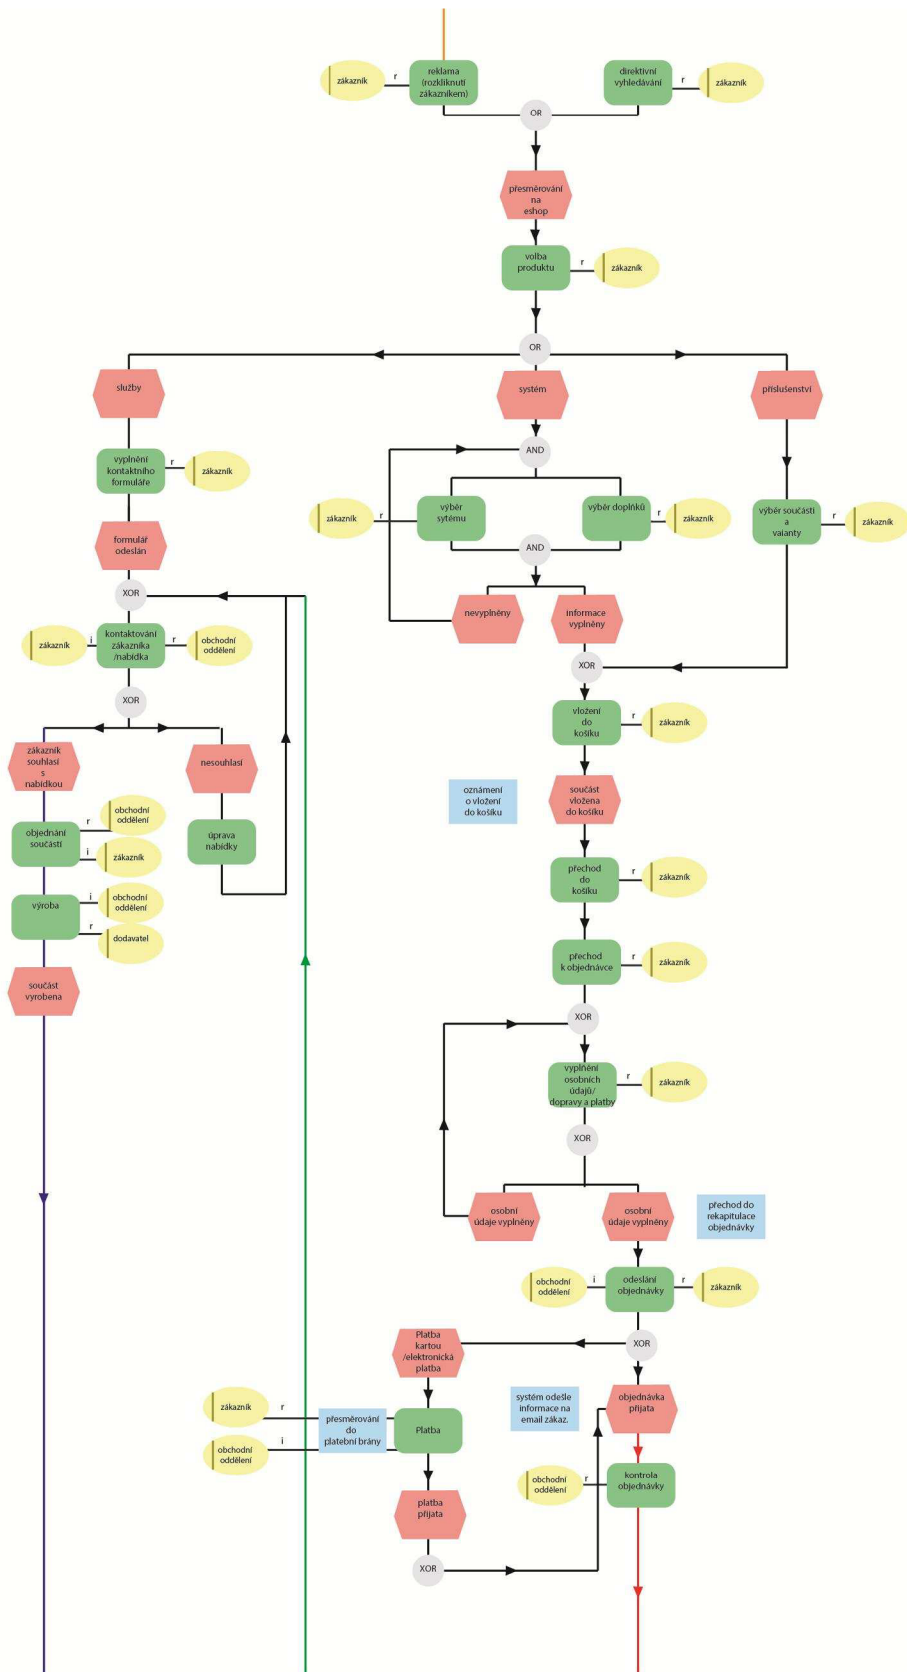 zákazník
r
reklama
(rozkliknutí
zákazníkem)
direktivní
vyhledávání
r
zákazník
OR
přesměrování
na
eshop
volba
produktu
r
zákazník
OR
služby
systém
příslušenství
AND
vyplnění
kontaktního
formuláře
r
zákazník
zákazník
r
výběr
sytému
výběr doplňků
r
zákazník
výběr součásti
a
vaianty
r
zákazník
formulář
odeslán
AND
XOR
nevyplněny
informace
vyplněny
zákazník
i
kontaktování
zákazníka
/nabídka
r
obchodní
oddělení
XOR
XOR
vložení
do
košíku
r
zákazník
zákazník
souhlasí
s
nabídkou
nesouhlasí
oznámení
o vložení
do košíku
součást
vložena
do košíku
objednání
součástí
r
obchodní
oddělení
i
zákazník
úprava
nabídky
přechod
do
košíku
r
zákazník
výroba
i
obchodní
oddělení
r
dodavatel
přechod
k objednávce
r
zákazník
součást
vyrobena
XOR
vyplňění
osobních
údajů/
dopravy a platby
r
zákazník
XOR
osobní
údaje vyplněny
osobní
údaje vyplněny
přechod do
rekapitulace
objednávky
obchodní
oddělení
i
odeslání
objednávky
r
zákazník
Platba
kartou
/elektronická
platba
XOR
systém odešle
informace na
email zákaz.
objednávka
přijata
zákazník
r
přesměrování
do
platební brány
Platba
obchodní
oddělení
i
obchodní
oddělení
r
kontrola
objednávky
platba
přijata
XOR